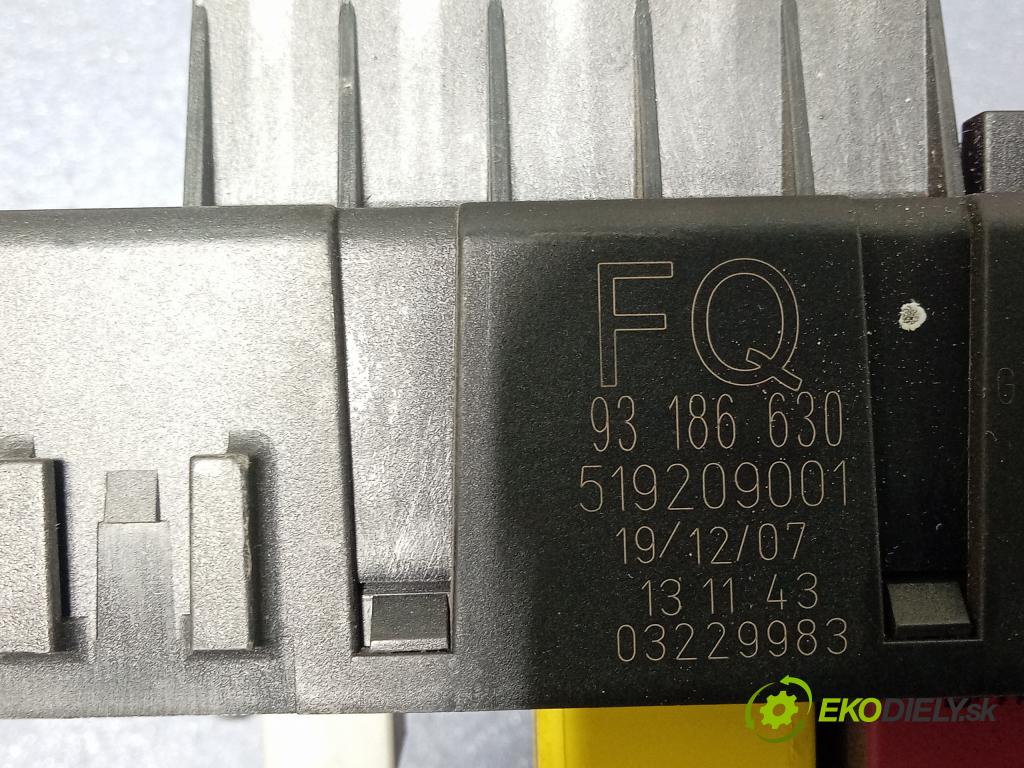 FQ
93 186 630
519209001
19/12/07
13 11 43
03229983
G
EKODIELY.sk